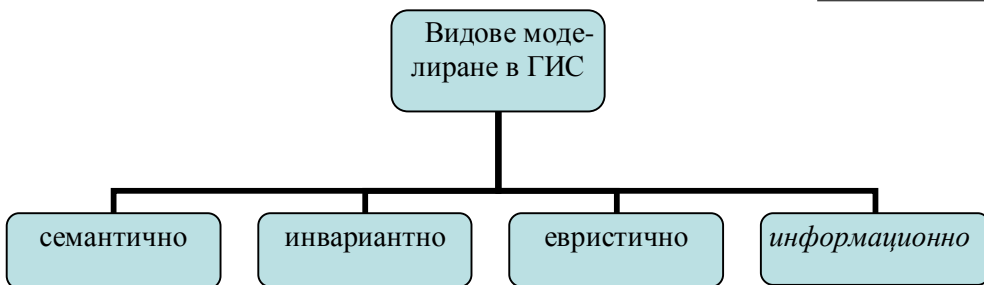 Видове моде-
лиране в ГИС
семантично
инвариантно
евристично
информационно